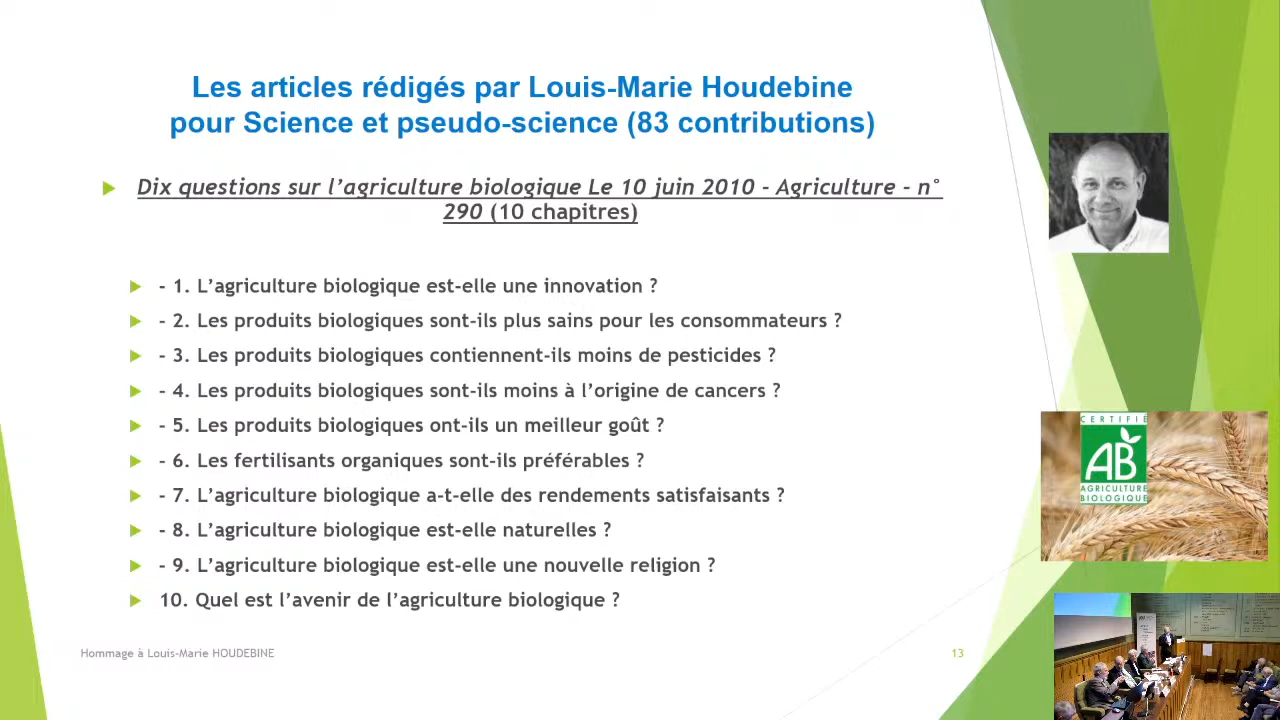 Les articles rédigés par Louis-Marie Houdebine
pour Science et pseudo-science (83 contributions)
Dix questions sur l’agriculture biologique Le 10 juin 2010 - Agriculture - n°
290 (10 chapitres)
- 1. L’agriculture biologique est-elle une innovation ?
- 2. Les produits biologiques sont-ils plus sains pour les consommateurs ?
- 3. Les produits biologiques contiennent-ils moins de pesticides ?
- 4. Les produits biologiques sont-ils moins à l’origine de cancers ?
- 5. Les produits biologiques ont-ils un meilleur goût ?
- 6. Les fertilisants organiques sont-ils préférables ?
- 7. L’agriculture biologique a-t-elle des rendements satisfaisants ?
- 8. L’agriculture biologique est-elle naturelles ?
- 9. L’agriculture biologique est-elle une nouvelle religion ?
10. Quel est l’avenir de l’agriculture biologique ?
CERTIFIÉ
AB
AGRICULTURE
BIOLOGIQUE
Hommage à Louis-Marie HOUDEBINE
13